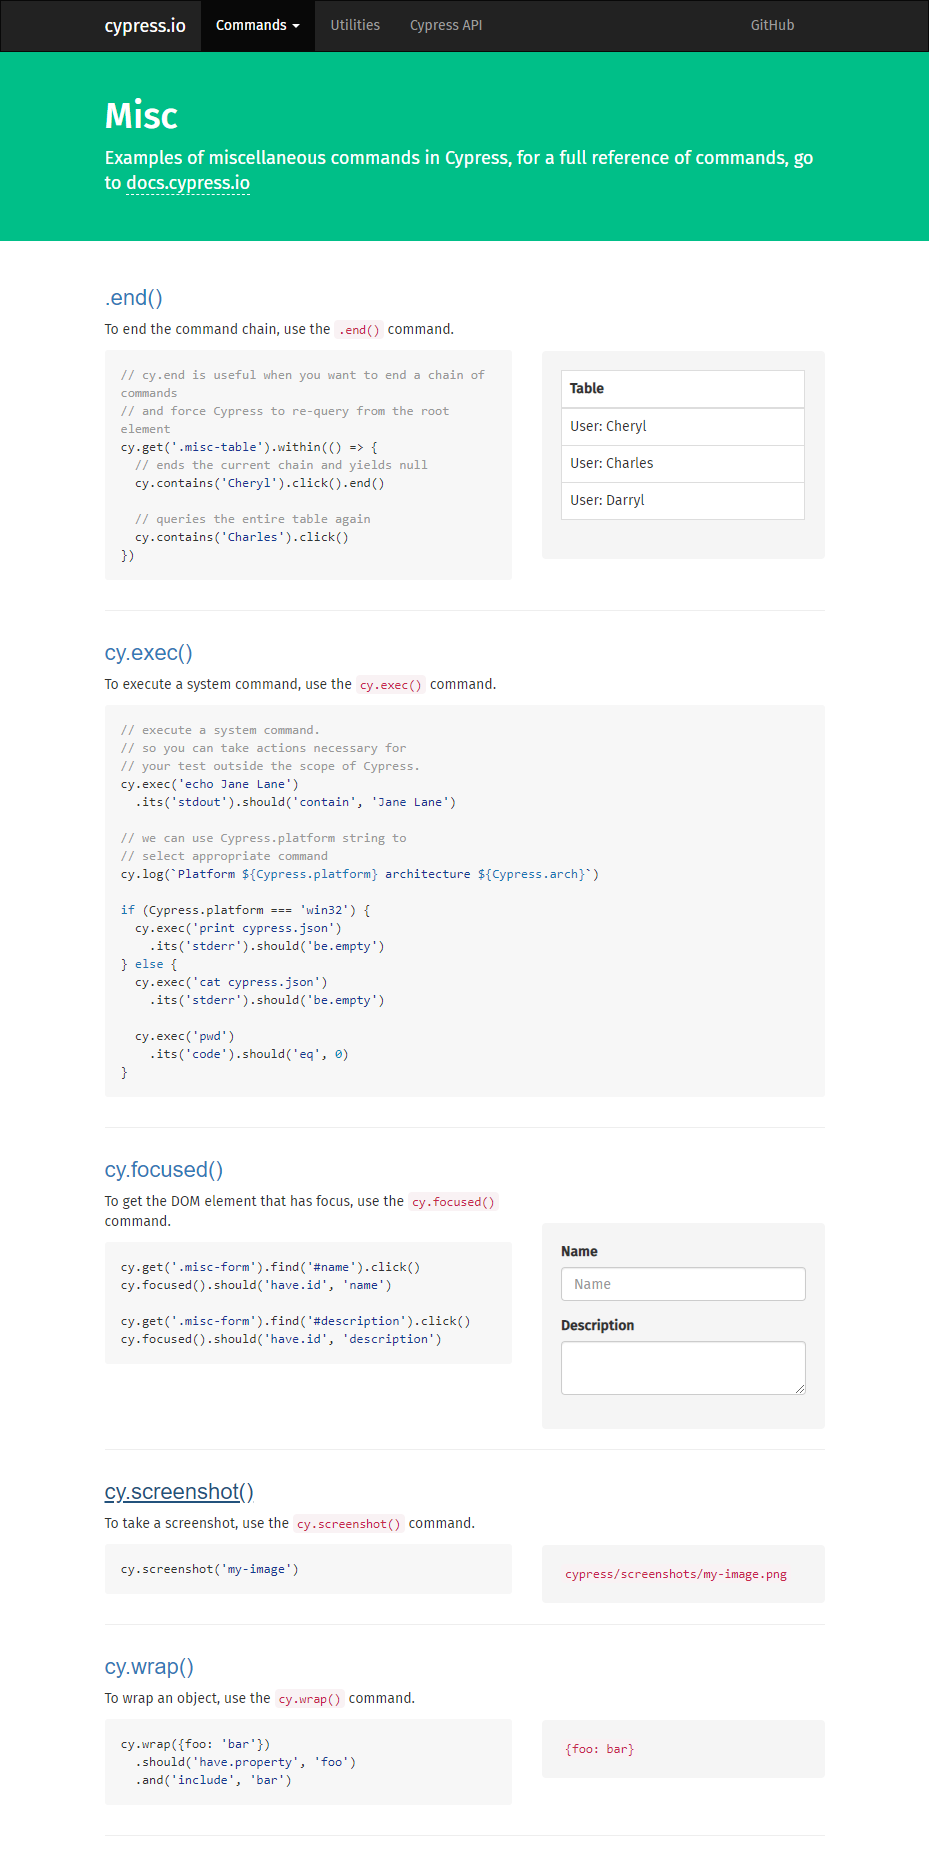 cypress.io Commands Utilities Cypress API GitHub
Misc
Examples of miscellaneous commands in Cypress, for a full reference of commands, go
to docs.cypress.io
.end()
To end the command chain, use the .end() command.
// cy.end is useful when you want to end a chain of
commands
// and force Cypress to re-query from the root
element
cy.get('.misc-table').within(() => {
  // ends the current chain and yields null
  cy.contains('Cheryl').click().end()
  // queries the entire table again
  cy.contains('Charles').click()
})
Table
User: Cheryl
User: Charles
User: Darryl
cy.exec()
To execute a system command, use the cy.exec() command.
// execute a system command.
// so you can take actions necessary for
// your test outside the scope of Cypress.
cy.exec('echo Jane Lane')
  .its('stdout').should('contain', 'Jane Lane')
// we can use Cypress.platform string to
// select appropriate command
cy.log(`Platform ${Cypress.platform} architecture ${Cypress.arch}`)
if (Cypress.platform === 'win32') {
  cy.exec('print cypress.json')
    .its('stderr').should('be.empty')
} else {
  cy.exec('cat cypress.json')
    .its('stderr').should('be.empty')
  cy.exec('pwd')
    .its('code').should('eq', 0)
}
cy.focused()
To get the DOM element that has focus, use the cy.focused()
command.
cy.get('.misc-form').find('#name').click()
cy.focused().should('have.id', 'name')
cy.get('.misc-form').find('#description').click()
cy.focused().should('have.id', 'description')
Name
Name
Description
cy.screenshot()
To take a screenshot, use the cy.screenshot() command.
cy.screenshot('my-image')
cypress/screenshots/my-image.png
cy.wrap()
To wrap an object, use the cy.wrap() command.
cy.wrap({foo: 'bar'})
  .should('have.property', 'foo')
  .and('include', 'bar')
{foo: bar}